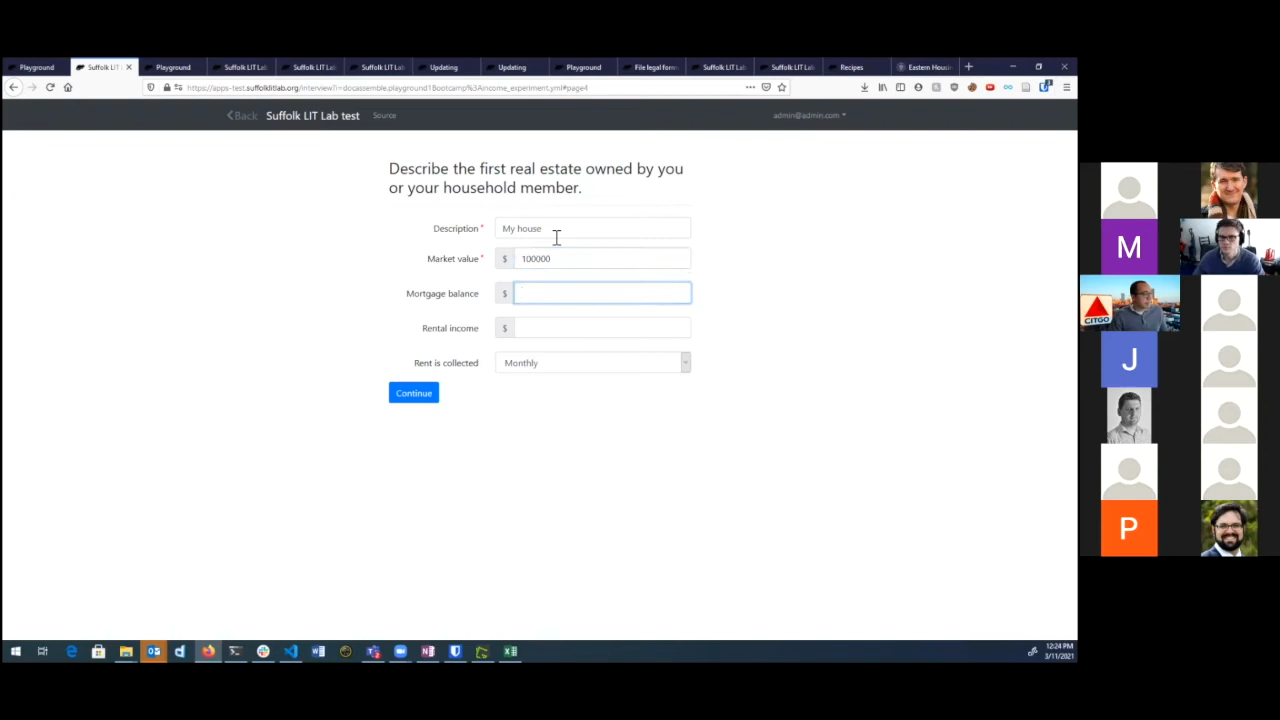 Playground
Suffolk LIT
Playground
Suffolk LIT Lab
Suffolk LIT Lab
Suffolk LIT Lab
Updating
Updating
Playground
File legal form
Suffolk LIT Lab
Suffolk LIT Lab
Recipes
Eastern Housin
https://apps-test.suffolklitlab.org/interview?i=docassemble.playground1Bootcamp%3Aincome_experiment.yml#page4
Back Suffolk LIT Lab test Source admin@admin.com
Describe the first real estate owned by you
or your household member.
Description * My house
Market value * $ 100000
Mortgage balance $
Rental income $
Rent is collected Monthly
Continue
M
CITGO
J
P
12:24 PM
3/11/2021